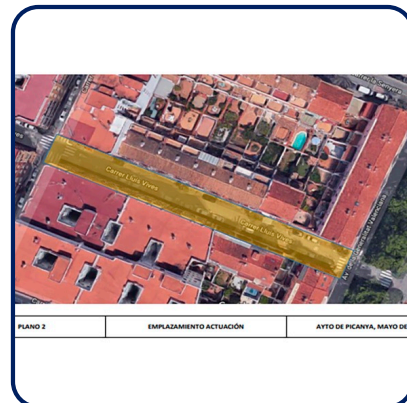 Carrer Lluís Vives
Carrer Lluís Vives
PLANO 2
EMPLAZAMIENTO ACTUACIÓN
AYTO DE PICANYA, MAYO DE